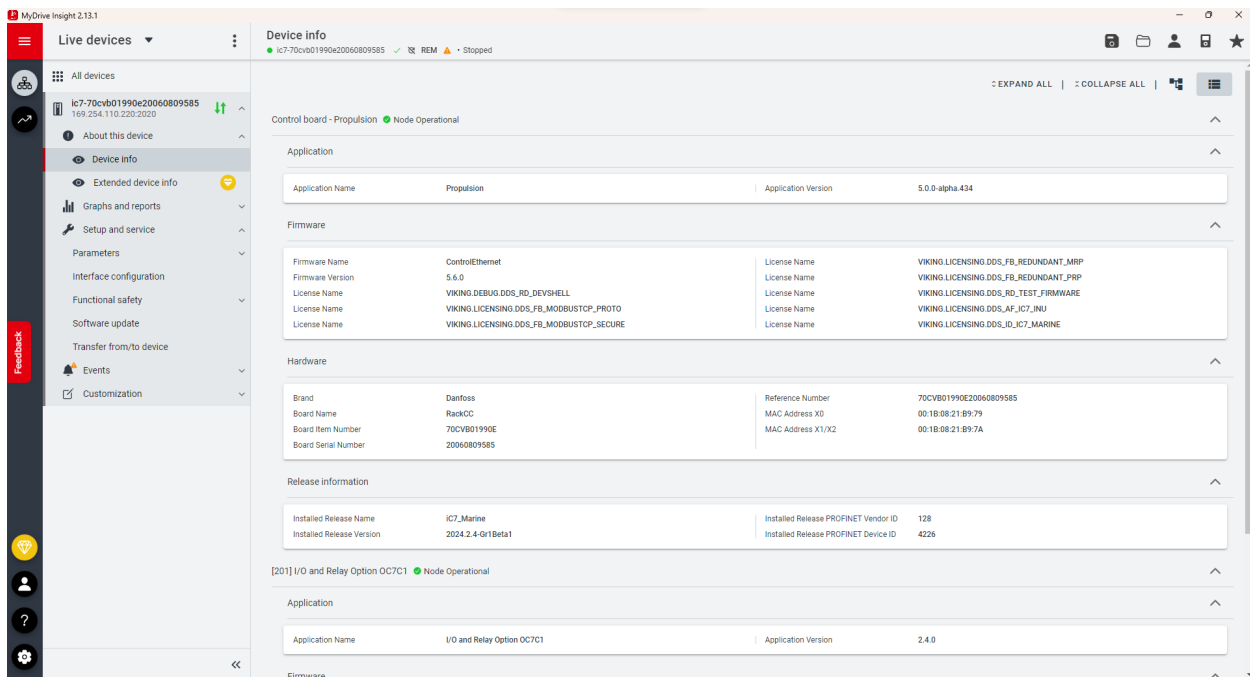 MyDrive Insight 2.13.1
Live devices
Device info
ic7-70cvb01990e20060809585 REM • Stopped
All devices
ic7-70cvb01990e20060809585
169.254.110.220:2020
About this device
Device info
Extended device info
Graphs and reports
Setup and service
Parameters
Interface configuration
Functional safety
Software update
Transfer from/to device
Events
Customization
Feedback
EXPAND ALL | COLLAPSE ALL |
Control board - Propulsion Node Operational
Application
Application Name Propulsion Application Version 5.0.0-alpha.434
Firmware
Firmware Name ControlEthernet License Name VIKING.LICENSING.DDS_FB_REDUNDANT_MRP
Firmware Version 5.6.0 License Name VIKING.LICENSING.DDS_FB_REDUNDANT_PRP
License Name VIKING.DEBUG.DDS_RD_DEVSHELL License Name VIKING.LICENSING.DDS_RD_TEST_FIRMWARE
License Name VIKING.LICENSING.DDS_FB_MODBUSTCP_PROTO License Name VIKING.LICENSING.DDS_AF_IC7_INU
License Name VIKING.LICENSING.DDS_FB_MODBUSTCP_SECURE License Name VIKING.LICENSING.DDS_ID_IC7_MARINE
Hardware
Brand Danfoss Reference Number 70CVB01990E20060809585
Board Name RackCC MAC Address X0 00:1B:08:21:B9:79
Board Item Number 70CVB01990E MAC Address X1/X2 00:1B:08:21:B9:7A
Board Serial Number 20060809585
Release information
Installed Release Name iC7_Marine Installed Release PROFINET Vendor ID 128
Installed Release Version 2024.2.4-Gr1Beta1 Installed Release PROFINET Device ID 4226
[201] I/O and Relay Option OC7C1 Node Operational
Application
Application Name I/O and Relay Option OC7C1 Application Version 2.4.0
Firmware